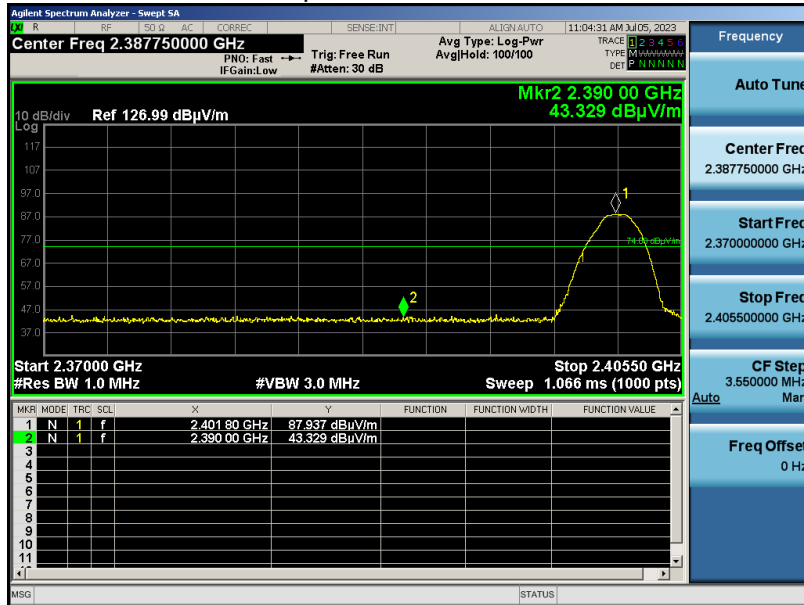 Agilent Spectrum Analyzer - Swept SA
LXI R RF 50 Ω AC CORREC SENSE:INT ALIGN AUTO 11:04:31 AM Jul 05, 2023
Center Freq 2.387750000 GHz
PNO: Fast
IFGain:Low
Trig: Free Run
#Atten: 30 dB
Avg Type: Log-Pwr
Avg|Hold: 100/100
TRACE 1 2 3 4 5 6
TYPE M
DET P N N N N N
Mkr2 2.390 00 GHz
43.329 dBµV/m
10 dB/div Ref 126.99 dBµV/m
Log
117
107
97.0
87.0
77.0
67.0
57.0
47.0
37.0
1
2
74.00 dBµV/m
Start 2.37000 GHz Stop 2.40550 GHz
#Res BW 1.0 MHz #VBW 3.0 MHz Sweep 1.066 ms (1000 pts)
MKR MODE TRC SCL X Y FUNCTION FUNCTION WIDTH FUNCTION VALUE
1 N 1 f 2.401 80 GHz 87.937 dBµV/m
2 N 1 f 2.390 00 GHz 43.329 dBµV/m
3
4
5
6
7
8
9
10
11
MSG STATUS
Frequency
Auto Tune
Center Freq
2.387750000 GHz
Start Freq
2.370000000 GHz
Stop Freq
2.405500000 GHz
CF Step
3.550000 MHz
Auto Man
Freq Offset
0 Hz